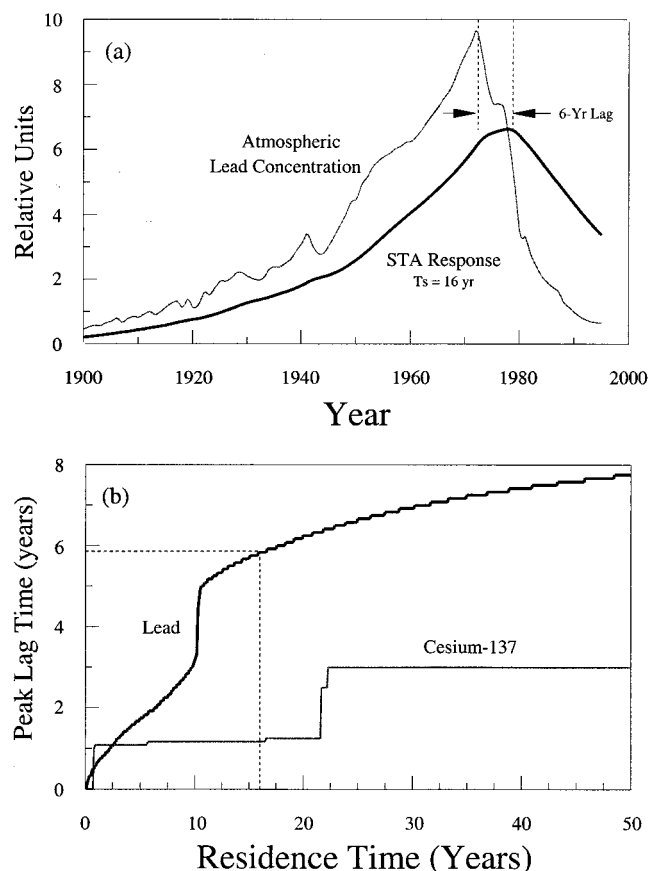 (a)
Relative Units
10
8
6
4
2
0
6-Yr Lag
Atmospheric
Lead Concentration
STA Response
Ts = 16 yr
1900
1920
1940
1960
1980
2000
Year
(b)
Peak Lag Time (years)
8
6
4
2
0
Lead
Cesium-137
0
10
20
30
40
50
Residence Time (Years)